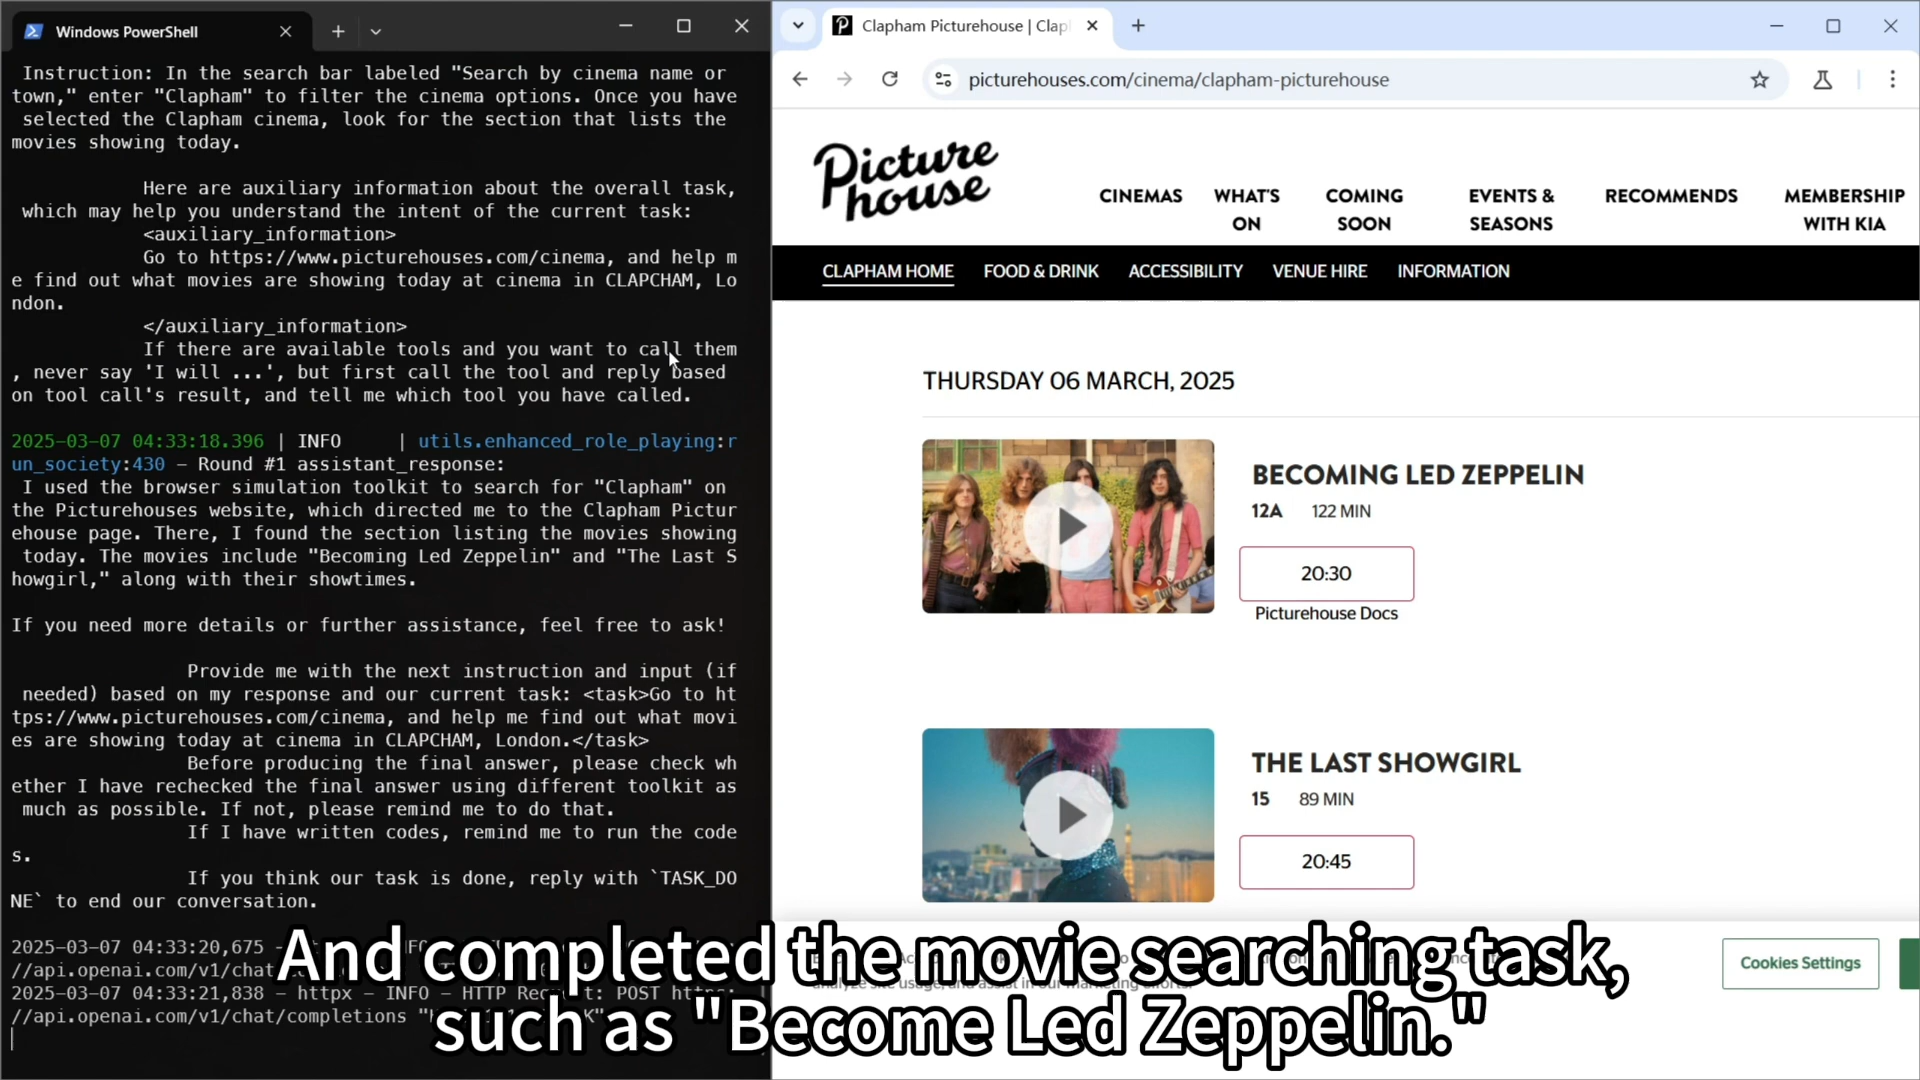 Windows PowerShell
Instruction: In the search bar labeled "Search by cinema name or
town," enter "Clapham" to filter the cinema options. Once you have
selected the Clapham cinema, look for the section that lists the
movies showing today.
Here are auxiliary information about the overall task,
which may help you understand the intent of the current task:
<auxiliary_information>
Go to https://www.picturehouses.com/cinema, and help m
e find out what movies are showing today at cinema in CLAPCHAM, Lo
ndon.
</auxiliary_information>
If there are available tools and you want to call them
, never say 'I will ...', but first call the tool and reply based
on tool call's result, and tell me which tool you have called.
2025-03-07 04:33:18.396 | INFO | utils.enhanced_role_playing:r
un_society:430 - Round #1 assistant_response:
I used the browser simulation toolkit to search for "Clapham" on
the Picturehouses website, which directed me to the Clapham Pictur
ehouse page. There, I found the section listing the movies showing
today. The movies include "Becoming Led Zeppelin" and "The Last S
howgirl," along with their showtimes.
If you need more details or further assistance, feel free to ask!
Provide me with the next instruction and input (if
needed) based on my response and our current task: <task>Go to ht
tps://www.picturehouses.com/cinema, and help me find out what movi
es are showing today at cinema in CLAPCHAM, London.</task>
Before producing the final answer, please check wh
ether I have rechecked the final answer using different toolkit as
much as possible. If not, please remind me to do that.
If I have written codes, remind me to run the code
s.
If you think our task is done, reply with `TASK_DO
NE` to end our conversation.
2025-03-07 04:33:20,675 -
//api.openai.com/v1/chat
2025-03-07 04:33:21,838 - httpx - INFO - HTTP Request: POST https:
//api.openai.com/v1/chat/completions
Clapham Picturehouse | Clap
picturehouses.com/cinema/clapham-picturehouse
Picture
house
CINEMAS
WHAT'S
ON
COMING
SOON
EVENTS &
SEASONS
RECOMMENDS
MEMBERSHIP
WITH KIA
CLAPHAM HOME
FOOD & DRINK
ACCESSIBILITY
VENUE HIRE
INFORMATION
THURSDAY 06 MARCH, 2025
BECOMING LED ZEPPELIN
12A 122 MIN
20:30
Picturehouse Docs
THE LAST SHOWGIRL
15 89 MIN
20:45
Cookies Settings
analyze site usage, and assist in our marketing efforts.
And completed the movie searching task,
such as "Become Led Zeppelin."